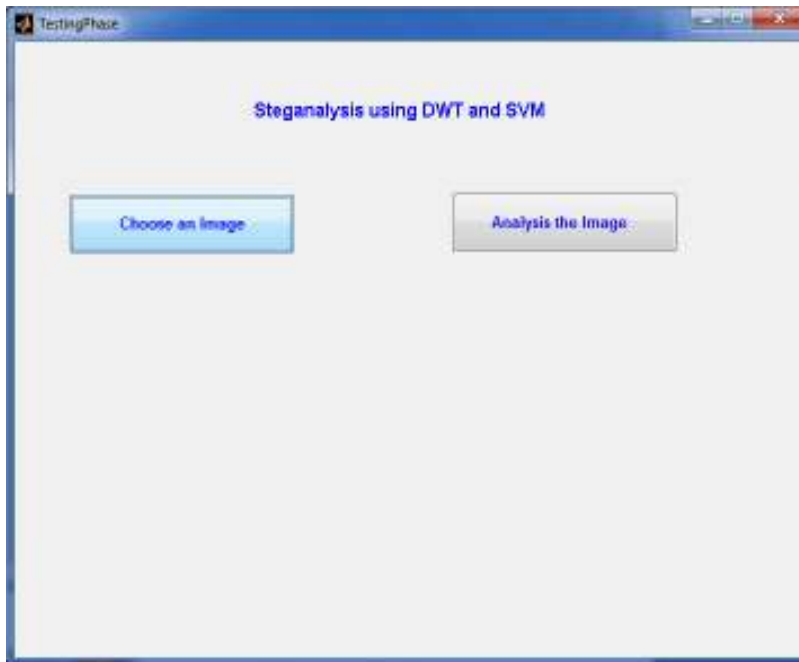 TestingPhase
Steganalysis using DWT and SVM
Choose an Image
Analysis the Image